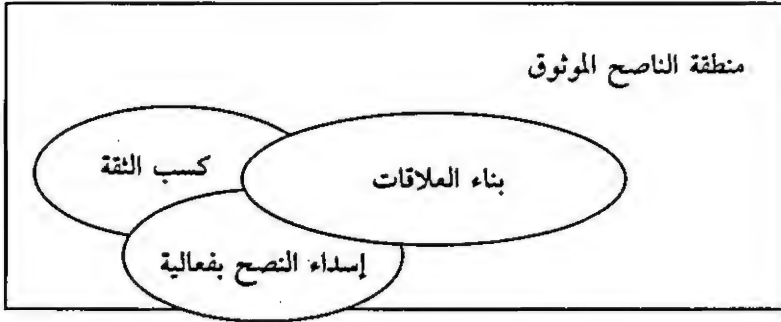 منطقة الناصح الموثوق
كسب الثقة
بناء العلاقات
إسداء النصح بفعالية